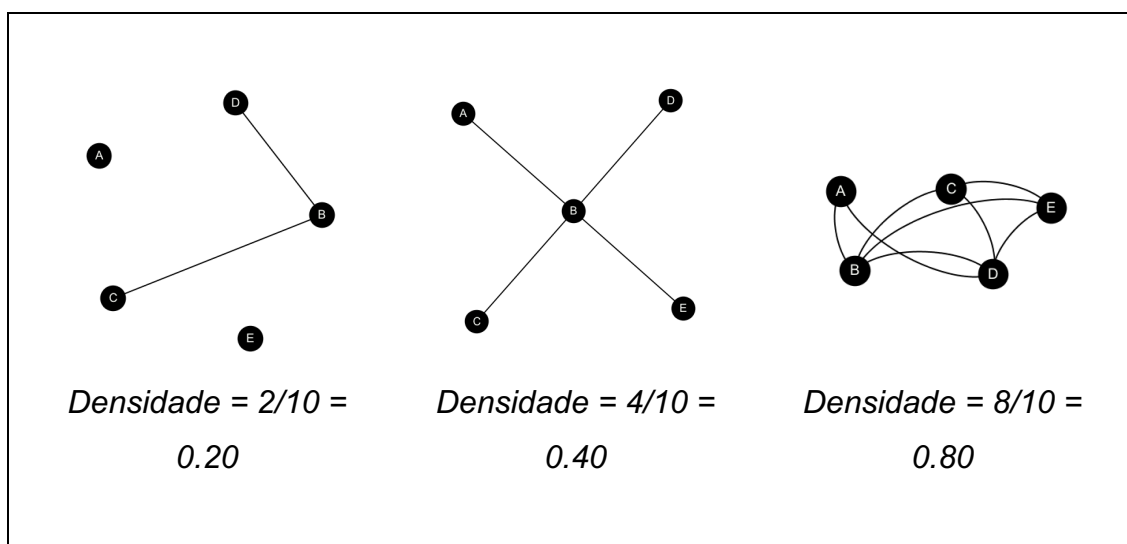 D
A
B
C
E
Densidade = 2/10 =
0.20
A
D
B
C
E
Densidade = 4/10 =
0.40
A
C
E
B
D
Densidade = 8/10 =
0.80